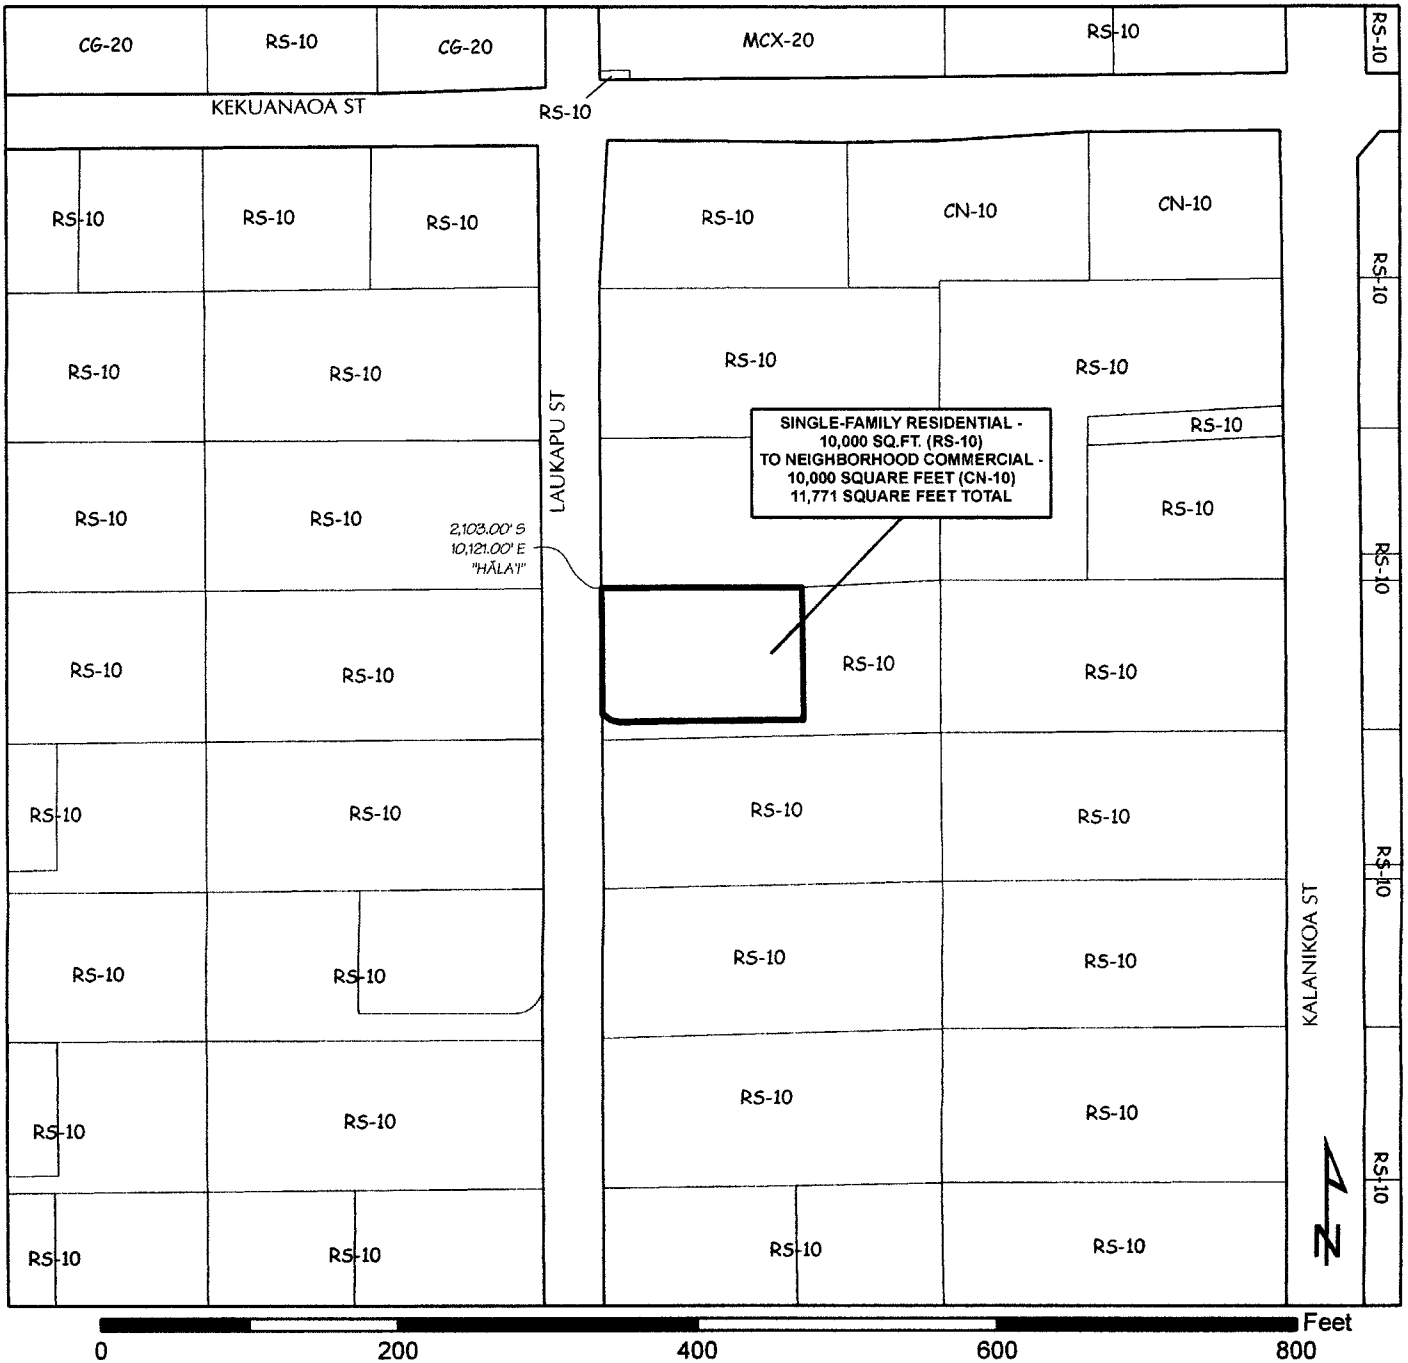 CG-20
RS-10
CG-20
MCX-20
RS-10
RS-10
KEKUANAOA ST
RS-10
RS-10
RS-10
RS-10
RS-10
CN-10
CN-10
RS-10
RS-10
RS-10
RS-10
RS-10
LAUKAPU ST
SINGLE-FAMILY RESIDENTIAL -
10,000 SQ.FT. (RS-10)
TO NEIGHBORHOOD COMMERCIAL -
10,000 SQUARE FEET (CN-10)
11,771 SQUARE FEET TOTAL
RS-10
RS-10
RS-10
RS-10
2,103.00' S
10,121.00' E
"HĀLA'I"
RS-10
RS-10
RS-10
RS-10
RS-10
RS-10
RS-10
RS-10
RS-10
RS-10
RS-10
RS-10
RS-10
RS-10
KALANIKOA ST
RS-10
RS-10
RS-10
RS-10
RS-10
RS-10
RS-10
RS-10
RS-10
RS-10
N
Feet
0 200 400 600 800